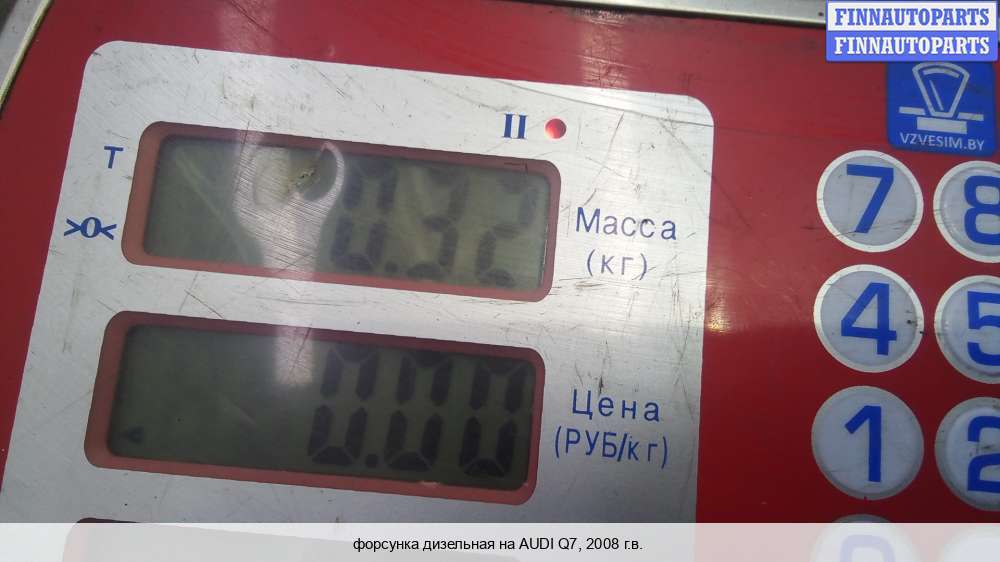 FINNAUTOPARTS
FINNAUTOPARTS
VZVESIM.BY
II
T
>0<
0.32
Масса
(кг)
7
8
4
5
0.00
Цена
(РУБ/кг)
1
2
форсунка дизельная на AUDI Q7, 2008 г.в.